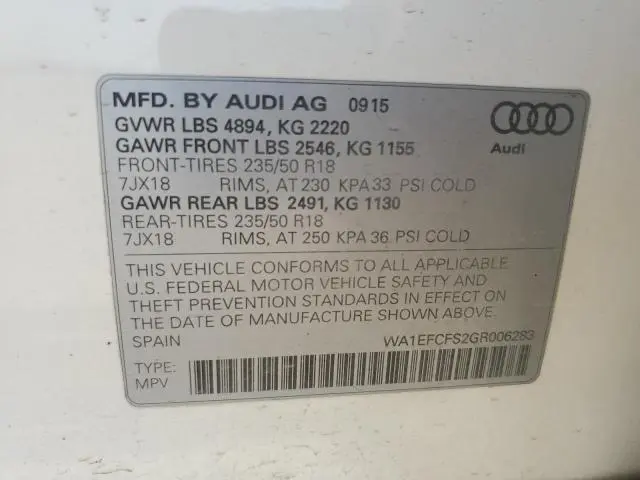 MFD. BY AUDI AG 0915
GVWR LBS 4894, KG 2220
GAWR FRONT LBS 2546, KG 1155
FRONT-TIRES 235/50 R18
7JX18 RIMS, AT 230 KPA 33 PSI COLD
GAWR REAR LBS 2491, KG 1130
REAR-TIRES 235/50 R18
7JX18 RIMS, AT 250 KPA 36 PSI COLD
Audi
THIS VEHICLE CONFORMS TO ALL APPLICABLE
U.S. FEDERAL MOTOR VEHICLE SAFETY AND
THEFT PREVENTION STANDARDS IN EFFECT ON
THE DATE OF MANUFACTURE SHOWN ABOVE.
SPAIN WA1EFCFS2GR006283
TYPE:
MPV